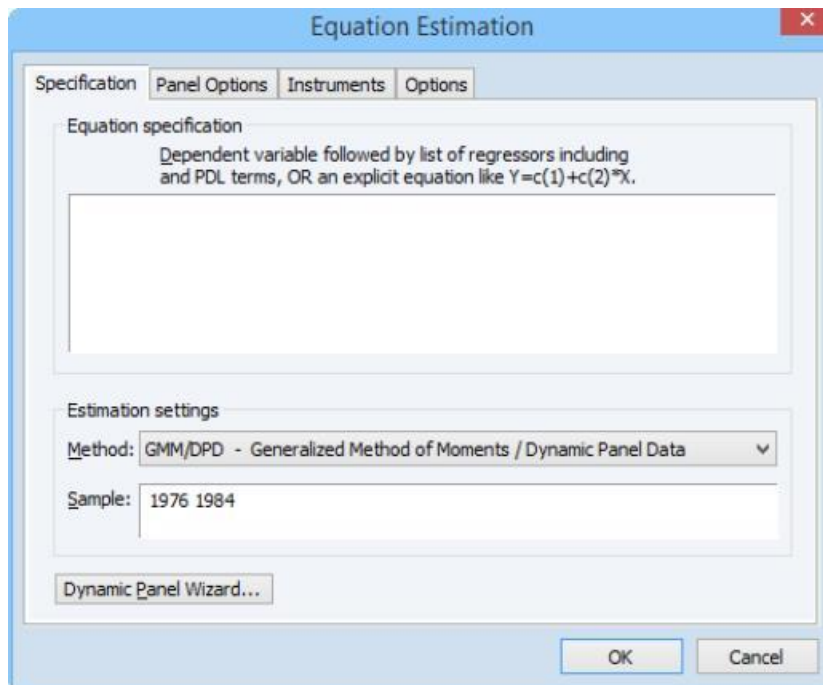 Equation Estimation
Specification
Panel Options
Instruments
Options
Equation specification
Dependent variable followed by list of regressors including
and PDL terms, OR an explicit equation like Y=c(1)+c(2)*X.
Estimation settings
Method: GMM/DPD - Generalized Method of Moments / Dynamic Panel Data
Sample: 1976 1984
Dynamic Panel Wizard...
OK
Cancel